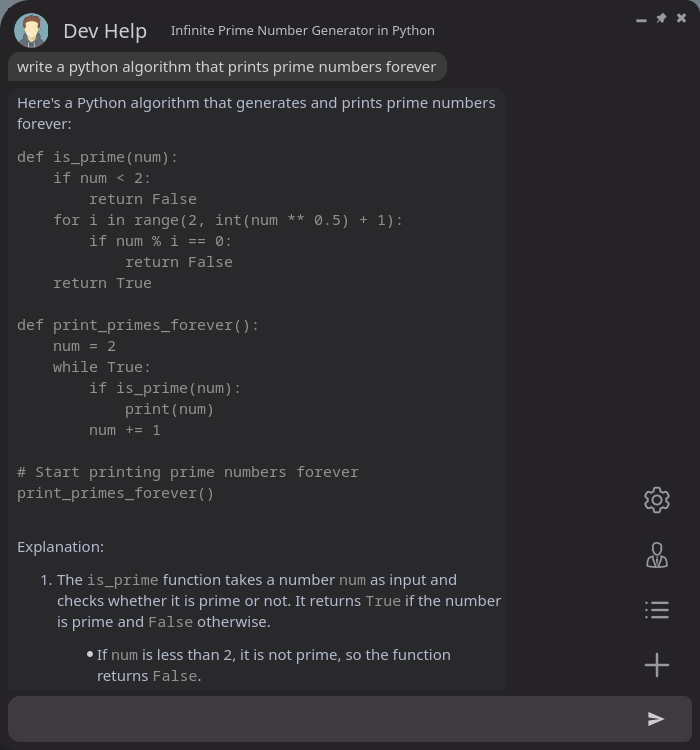 Dev Help
Infinite Prime Number Generator in Python
write a python algorithm that prints prime numbers forever
Here's a Python algorithm that generates and prints prime numbers
forever:
def is_prime(num):
    if num < 2:
        return False
    for i in range(2, int(num ** 0.5) + 1):
        if num % i == 0:
            return False
    return True
def print_primes_forever():
    num = 2
    while True:
        if is_prime(num):
            print(num)
        num += 1
# Start printing prime numbers forever
print_primes_forever()
Explanation:
1. The is_prime function takes a number num as input and
checks whether it is prime or not. It returns True if the number
is prime and False otherwise.
• If num is less than 2, it is not prime, so the function
returns False.